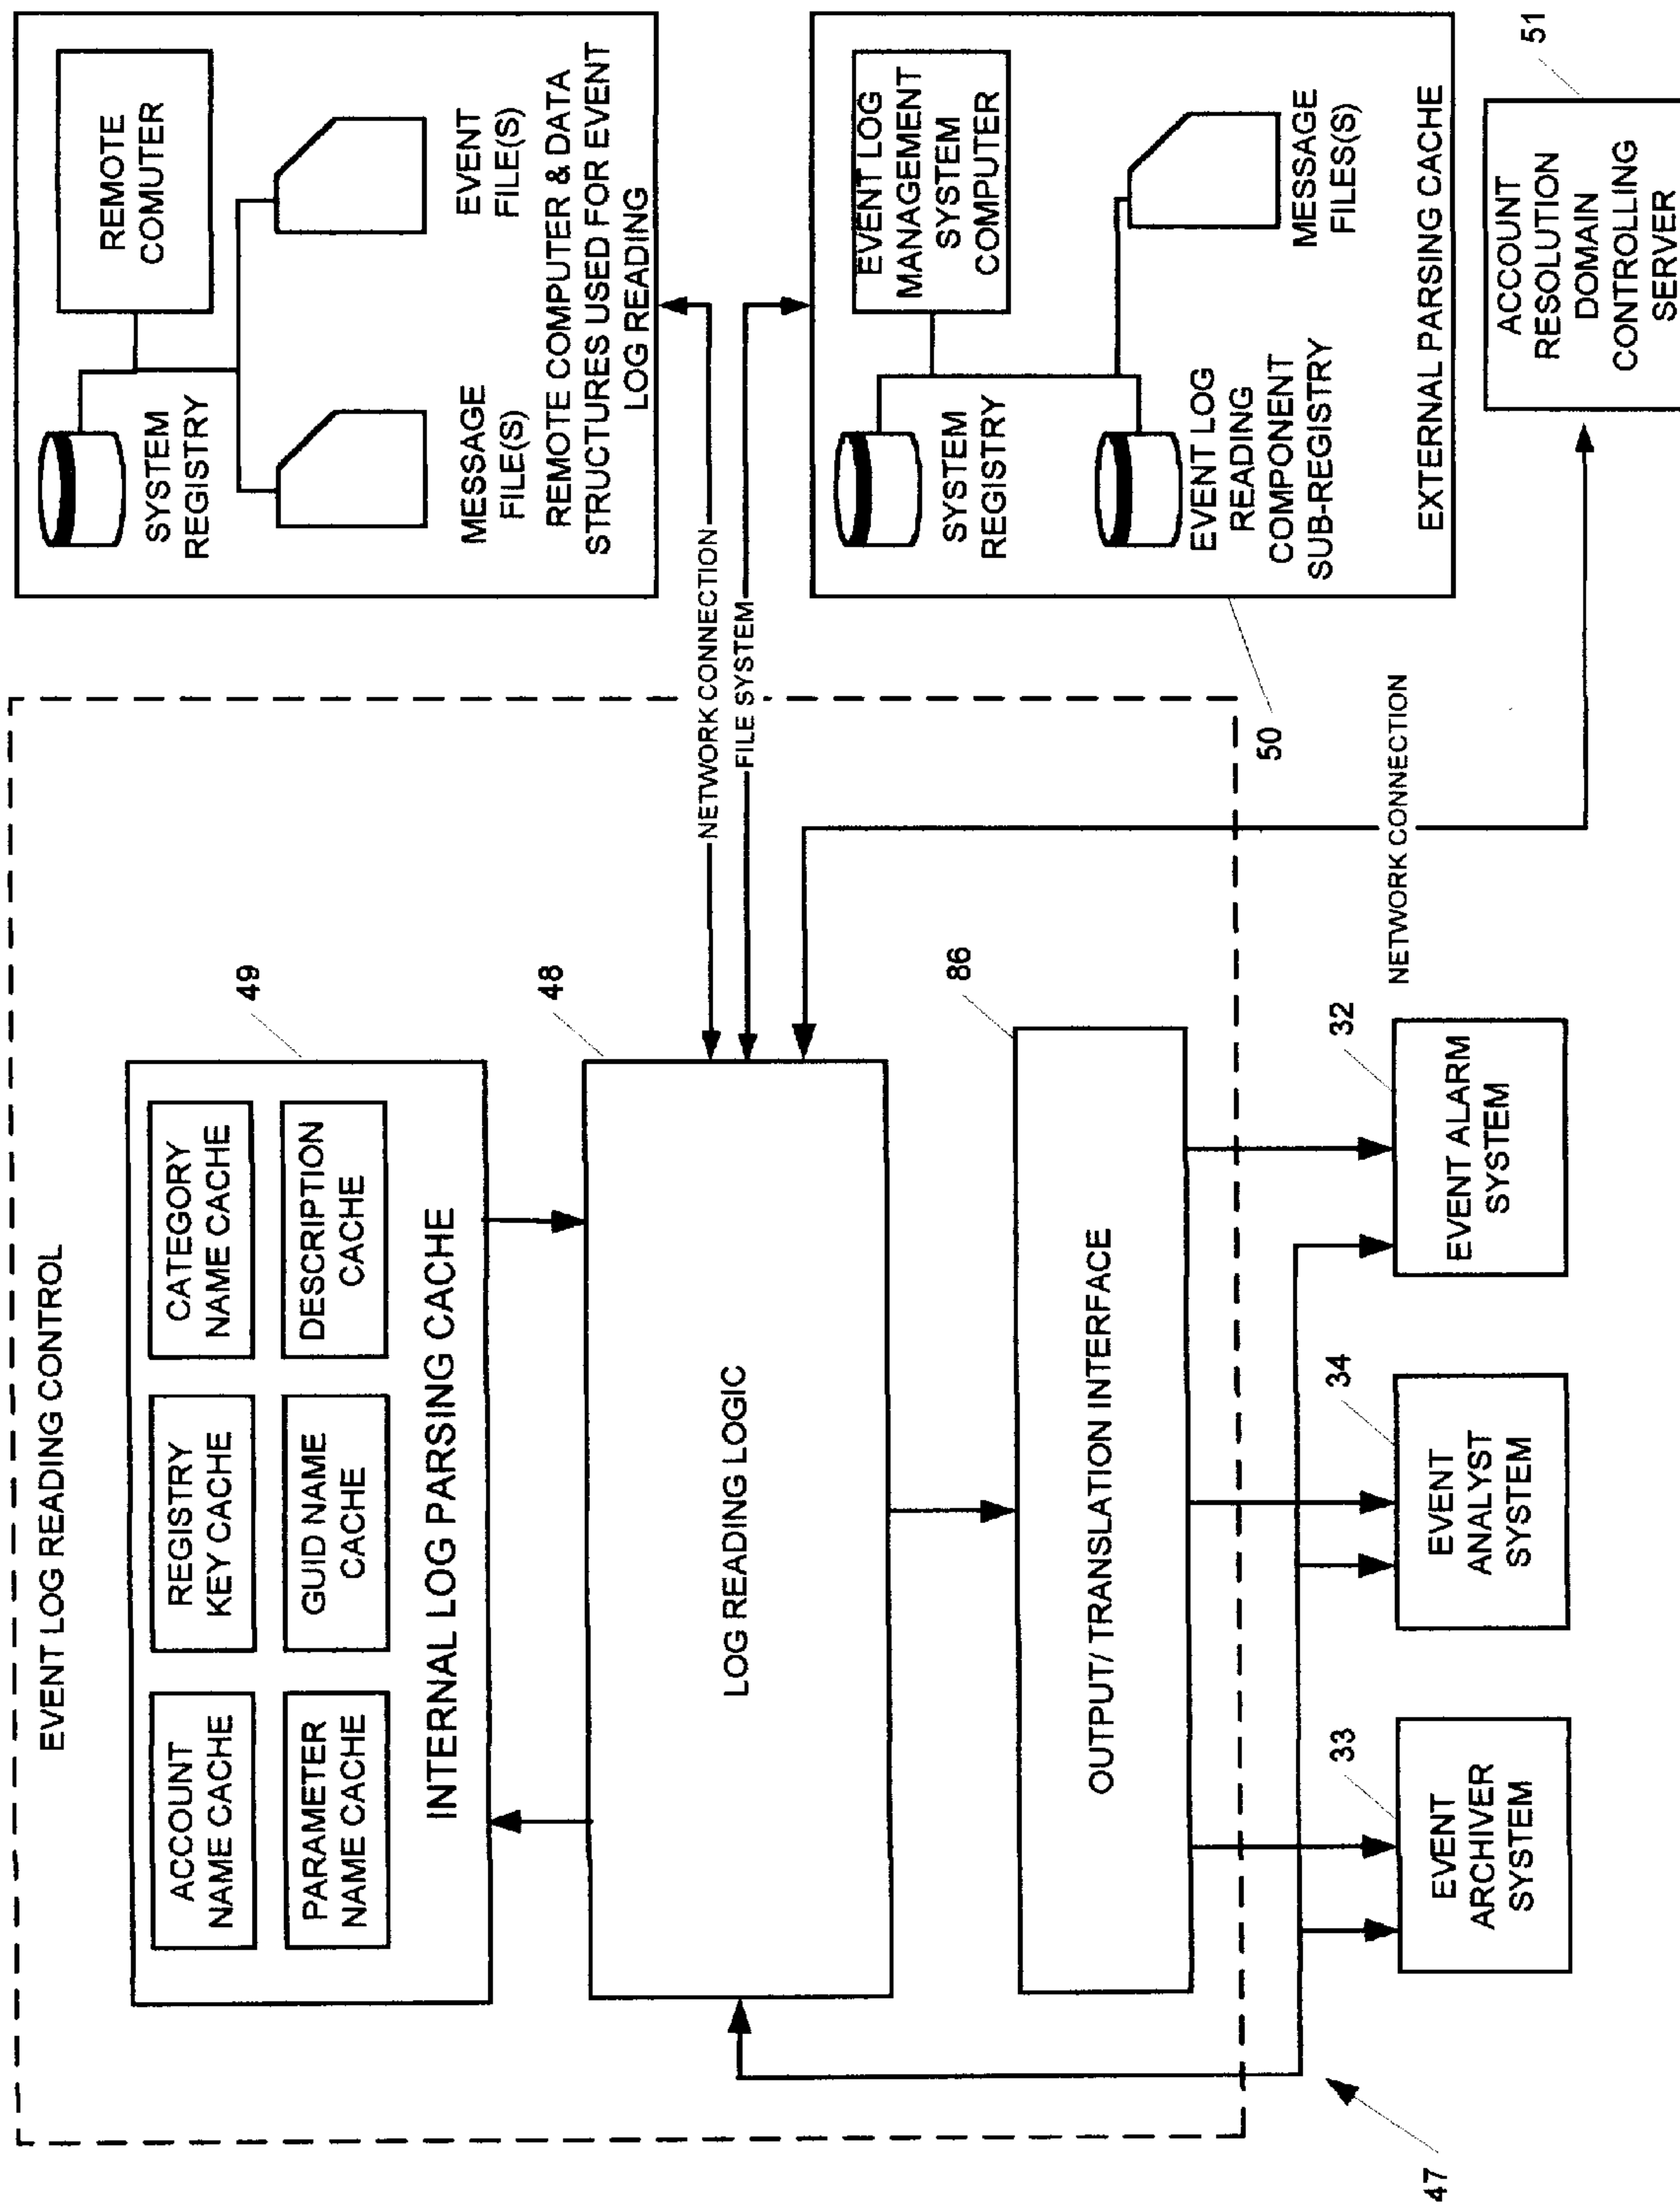 EVENT LOG READING CONTROL
49
ACCOUNT
NAME CACHE
REGISTRY
KEY CACHE
CATEGORY
NAME CACHE
PARAMETER
NAME CACHE
GUID NAME
CACHE
DESCRIPTION
CACHE
INTERNAL LOG PARSING CACHE
48
LOG READING LOGIC
86
OUTPUT/ TRANSLATION INTERFACE
33
EVENT
ARCHIVER
SYSTEM
34
EVENT
ANALYST
SYSTEM
32
EVENT ALARM
SYSTEM
47
NETWORK CONNECTION
FILE SYSTEM
NETWORK CONNECTION
SYSTEM
REGISTRY
REMOTE
COMUTER
MESSAGE
FILE(S)
EVENT
FILE(S)
REMOTE COMPUTER & DATA
STRUCTURES USED FOR EVENT
LOG READING
SYSTEM
REGISTRY
EVENT LOG
MANAGEMENT
SYSTEM
COMPUTER
EVENT LOG
READING
COMPONENT
SUB-REGISTRY
MESSAGE
FILES(S)
EXTERNAL PARSING CACHE
50
51
ACCOUNT
RESOLUTION
DOMAIN
CONTROLLING
SERVER